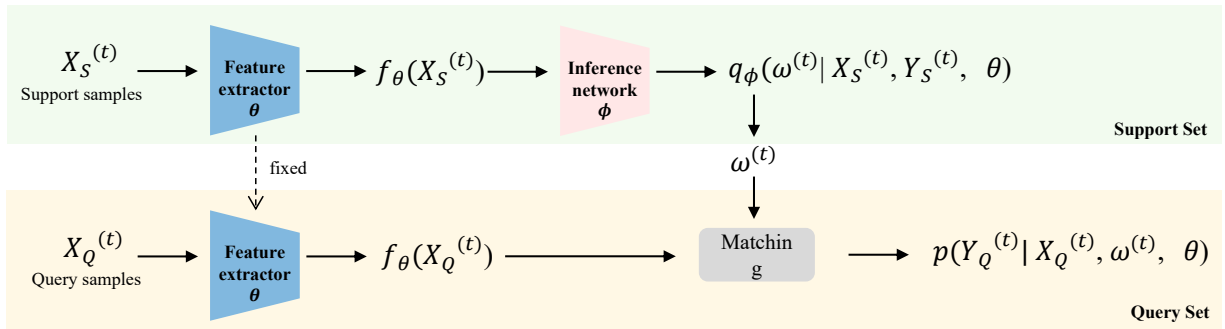 X_S^(t)
Support samples
Feature
extractor
θ
f_θ(X_S^(t))
Inference
network
ϕ
q_ϕ(ω^(t)| X_S^(t), Y_S^(t), θ)
Support Set
fixed
ω^(t)
X_Q^(t)
Query samples
Feature
extractor
θ
f_θ(X_Q^(t))
Matchin
g
p(Y_Q^(t)| X_Q^(t), ω^(t), θ)
Query Set